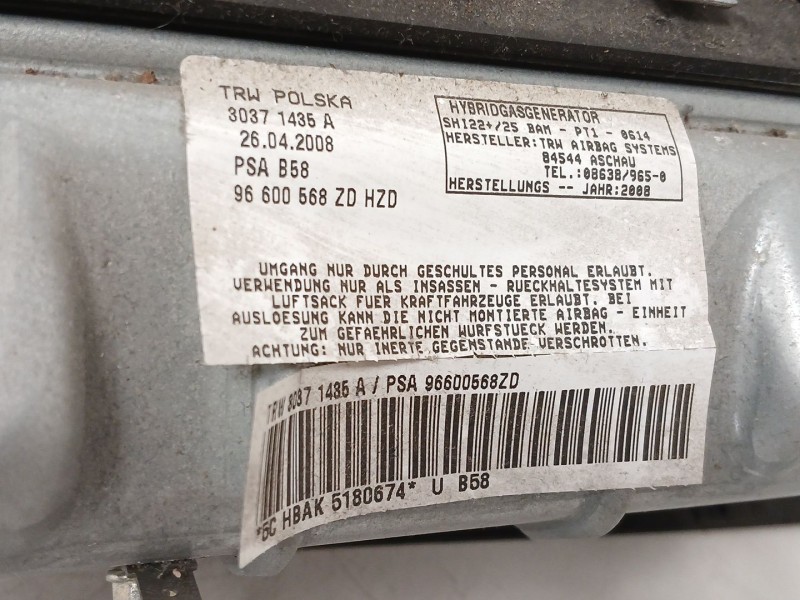 TRW POLSKA
3037 1435 A
26.04.2008
PSA B58
96 600 568 ZD HZD
HYBRIDGASGENERATOR
SHI22+/25 BAM - PT1 - 0614
HERSTELLER:TRW AIRBAG SYSTEMS
84544 ASCHAU
TEL.:08638/965-0
HERSTELLUNGS -- JAHR:2008
UMGANG NUR DURCH GESCHULTES PERSONAL ERLAUBT.
VERWENDUNG NUR ALS INSASSEN - RUECKHALTESYSTEM MIT
LUFTSACK FUER KRAFTFAHRZEUGE ERLAUBT. BEI
AUSLOESUNG KANN DIE NICHT MONTIERTE AIRBAG - EINHEIT
ZUM GEFAEHRLICHEN WURFSTUECK WERDEN.
ACHTUNG: NUR INERTE GEGENSTANDE VERSCHROTTEN.
TRW 3037 1435 A / PSA 96600568ZD
*5C HBAK 5180674* U B58